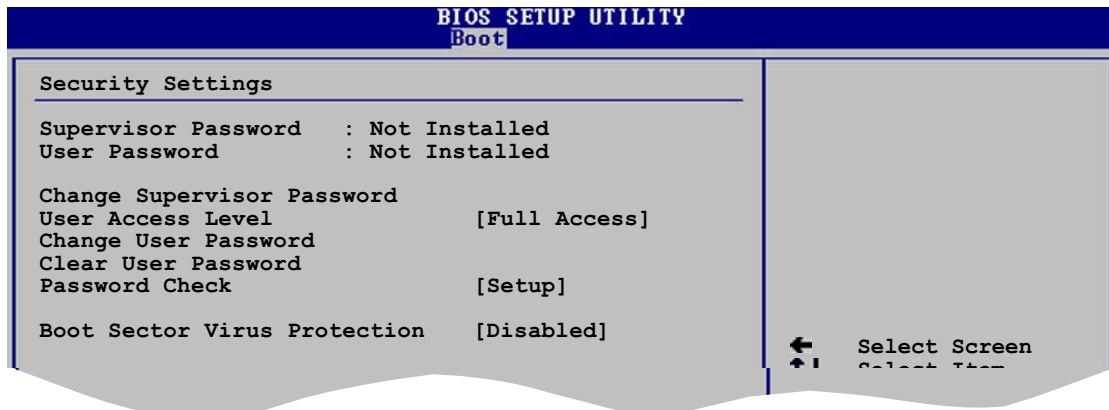 BIOS SETUP UTILITY
Boot
Security Settings
Supervisor Password : Not Installed
User Password : Not Installed
Change Supervisor Password
User Access Level [Full Access]
Change User Password
Clear User Password
Password Check [Setup]
Boot Sector Virus Protection [Disabled]
← Select Screen
Select Item